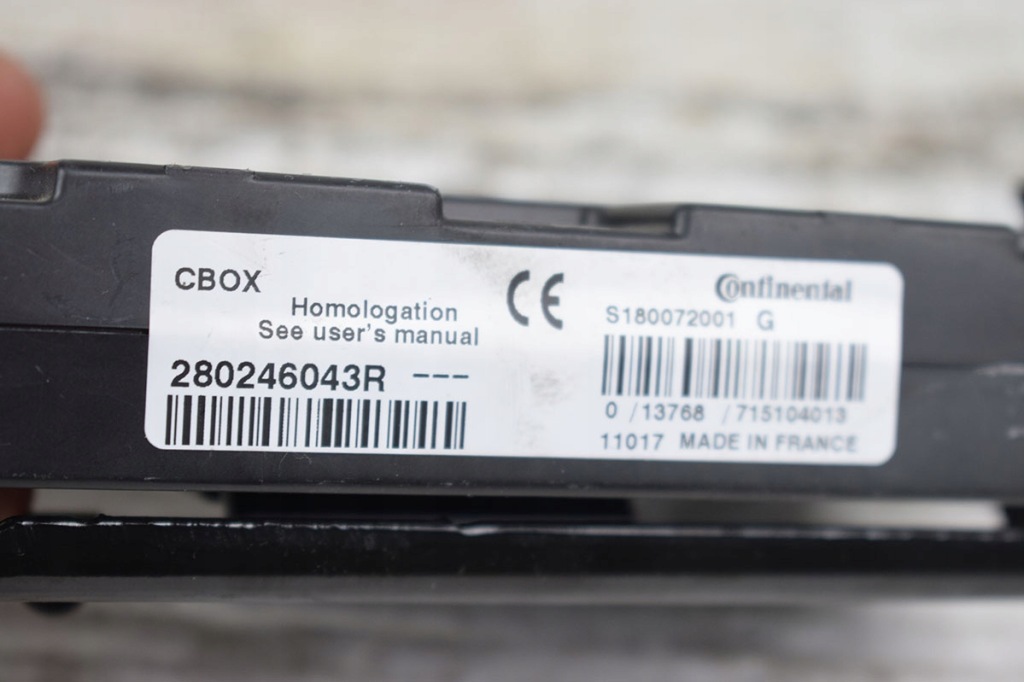 CBOX
Homologation
See user's manual
280246043R ---
CE
Continental
S180072001 G
0 /13768 /715104013
11017 MADE IN FRANCE